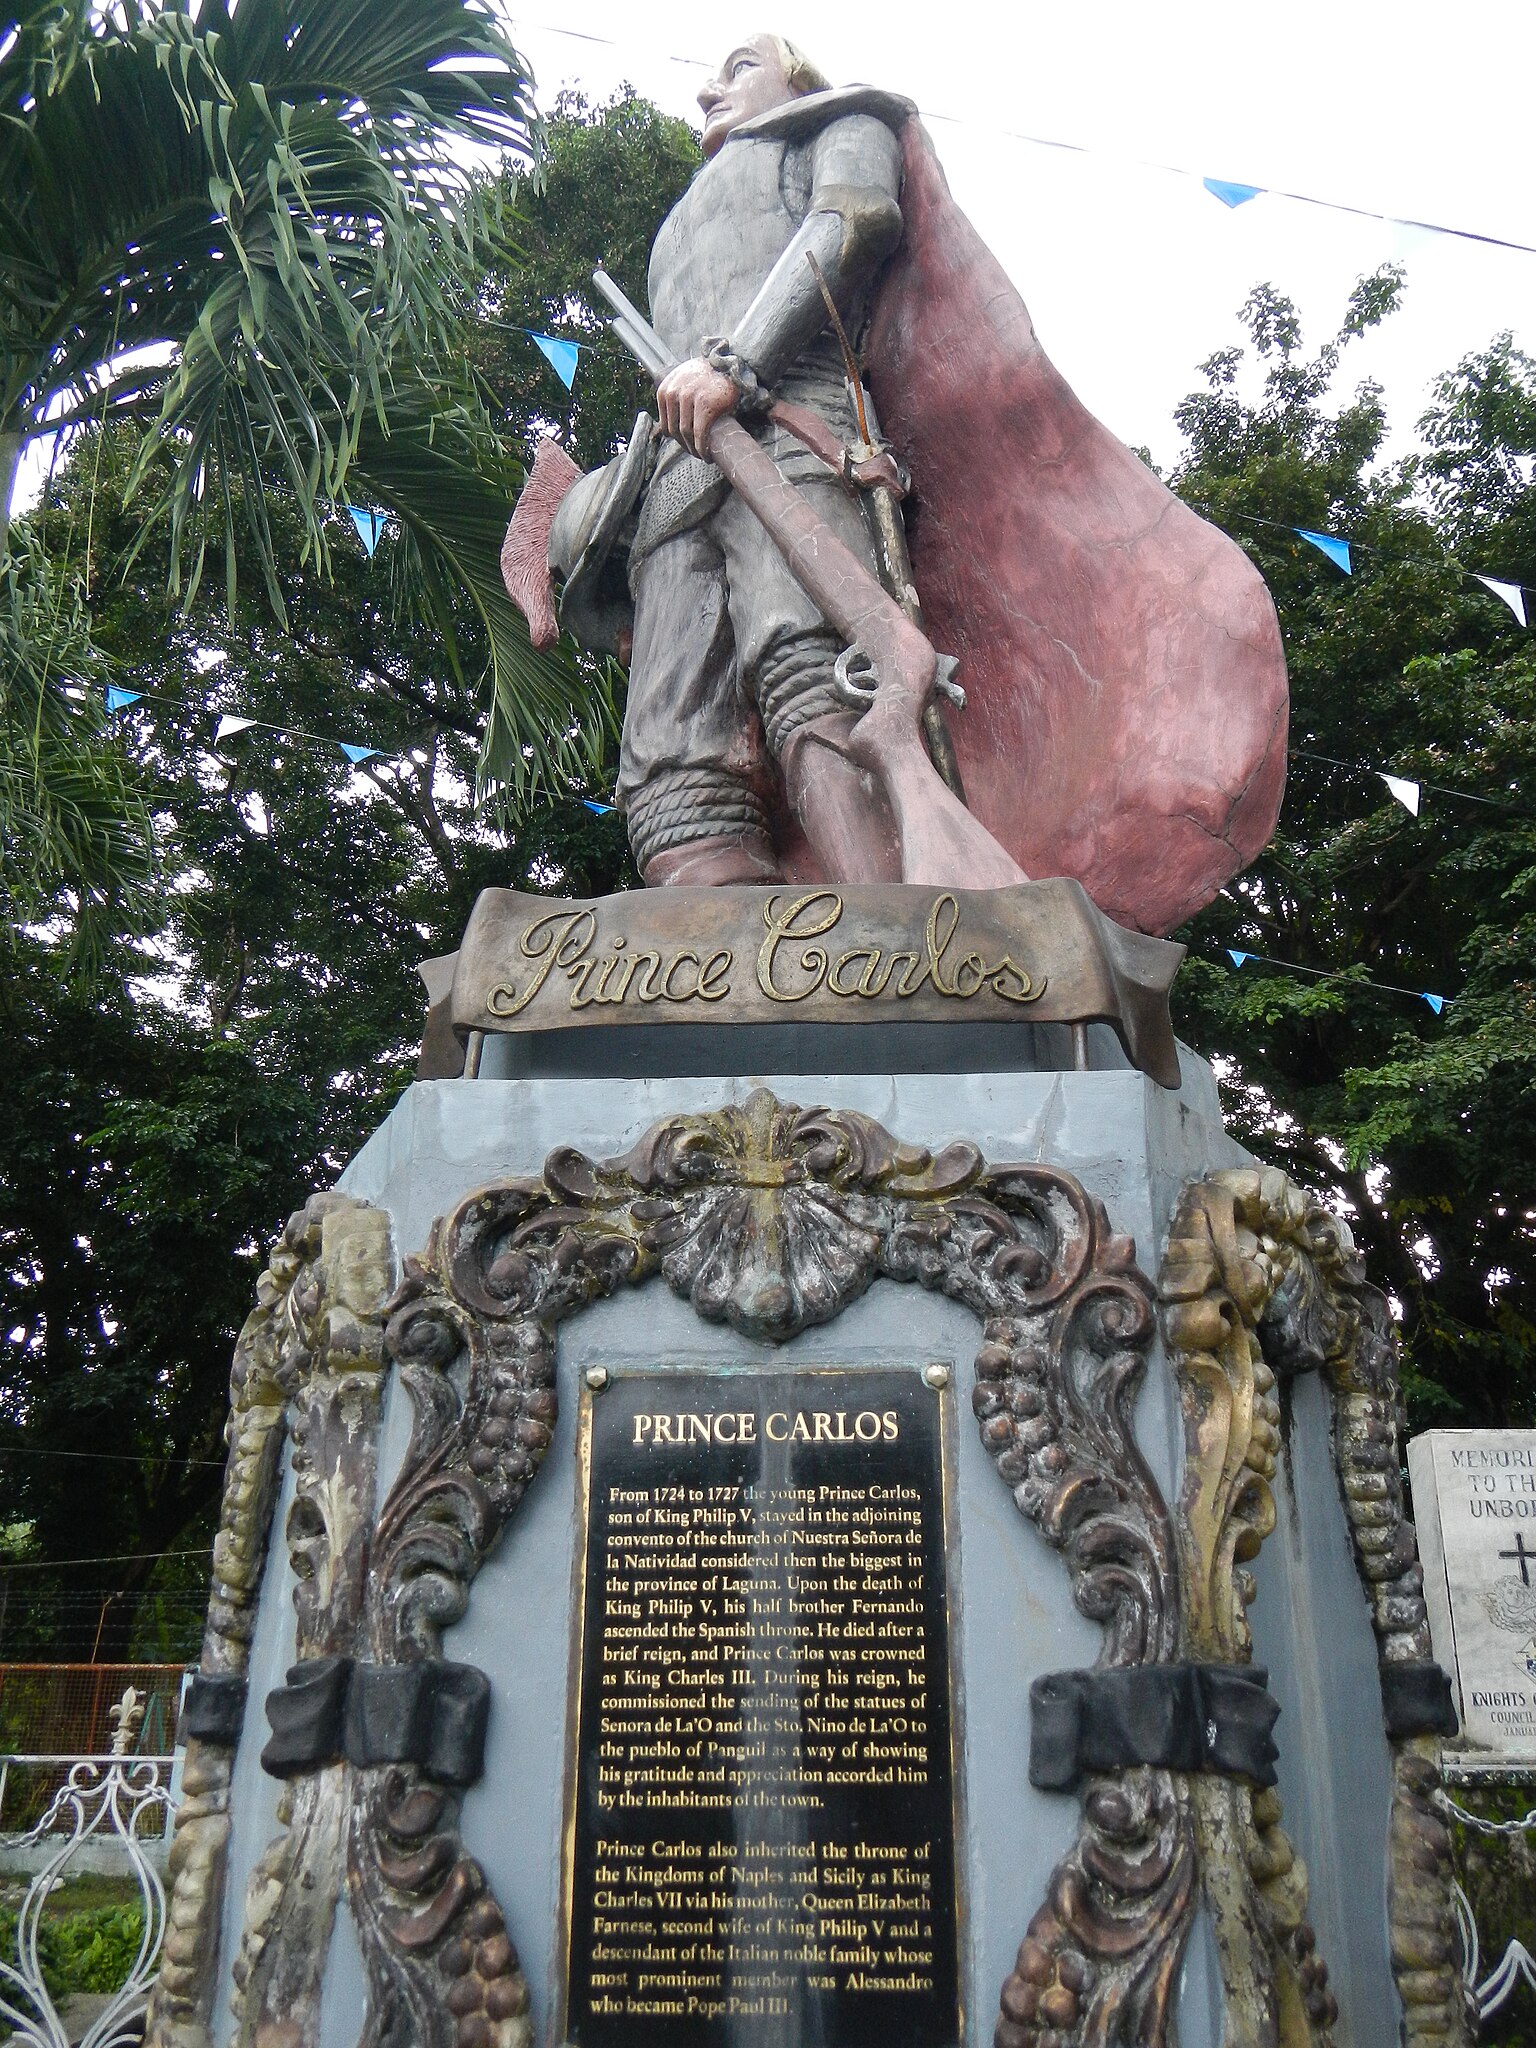 Prince Carlos
PRINCE CARLOS
From 1724 to 1727 the young Prince Carlos,
son of King Philip V, stayed in the adjoining
convento of the church of Nuestra Señora de
la Natividad considered then the biggest in
the province of Laguna. Upon the death of
King Philip V, his half brother Fernando
ascended the Spanish throne. He died after a
brief reign, and Prince Carlos was crowned
as King Charles III. During his reign, he
commissioned the sending of the statues of
Senora de La'O and the Sto. Nino de La'O to
the pueblo of Panguil as a way of showing
his gratitude and appreciation accorded him
by the inhabitants of the town.
Prince Carlos also inherited the throne of
the Kingdoms of Naples and Sicily as King
Charles VII via his mother, Queen Elizabeth
Farnese, second wife of King Philip V and a
descendant of the Italian noble family whose
most prominent member was Alessandro
who became Pope Paul III.
MEMORI
TO TH
UNBO
KNIGHTS
COUNCIL
JANUA